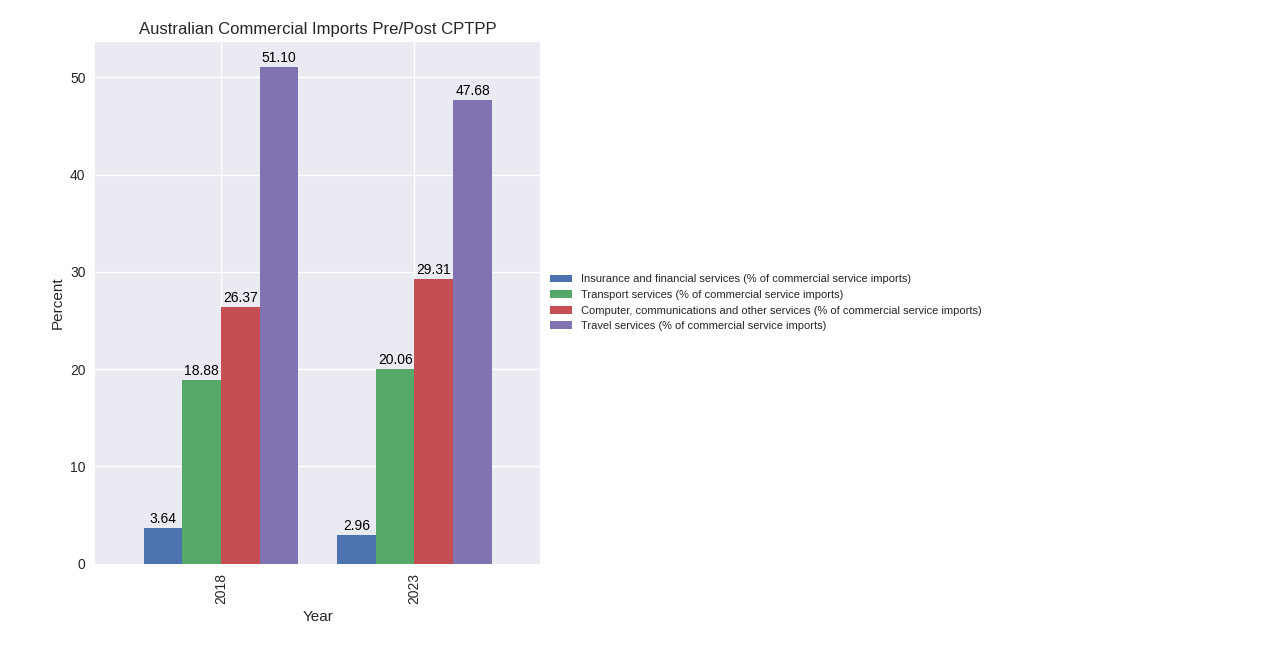 Australian Commercial Imports Pre/Post CPTPP
51.10
50
47.68
40
30
29.31
26.37
Insurance and financial services (% of commercial service imports)
Transport services (% of commercial service imports)
Computer, communications and other services (% of commercial service imports)
Travel services (% of commercial service imports)
Percent
20
20.06
18.88
10
3.64
2.96
0
2018
2023
Year